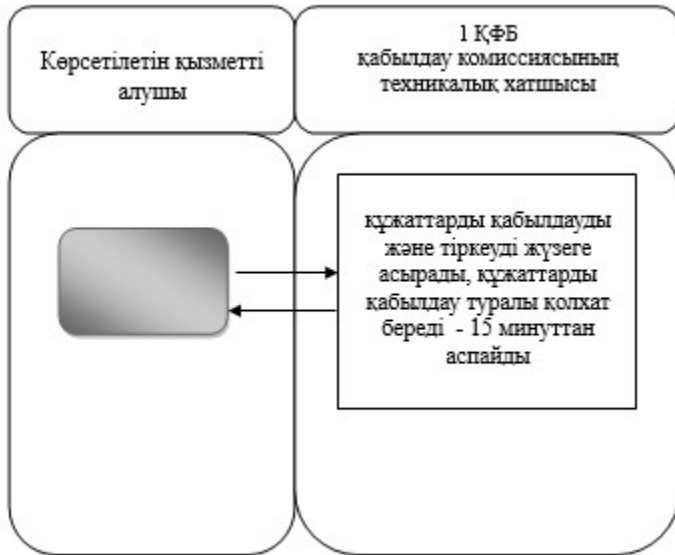 Көрсетілетін қызметті
алушы
1 ҚФБ
қабылдау комиссиясының
техникалық хатшысы
құжаттарды қабылдауды
және тіркеуді жүзеге
асырады, құжаттарды
қабылдау туралы қолхат
береді - 15 минуттан
аспайды